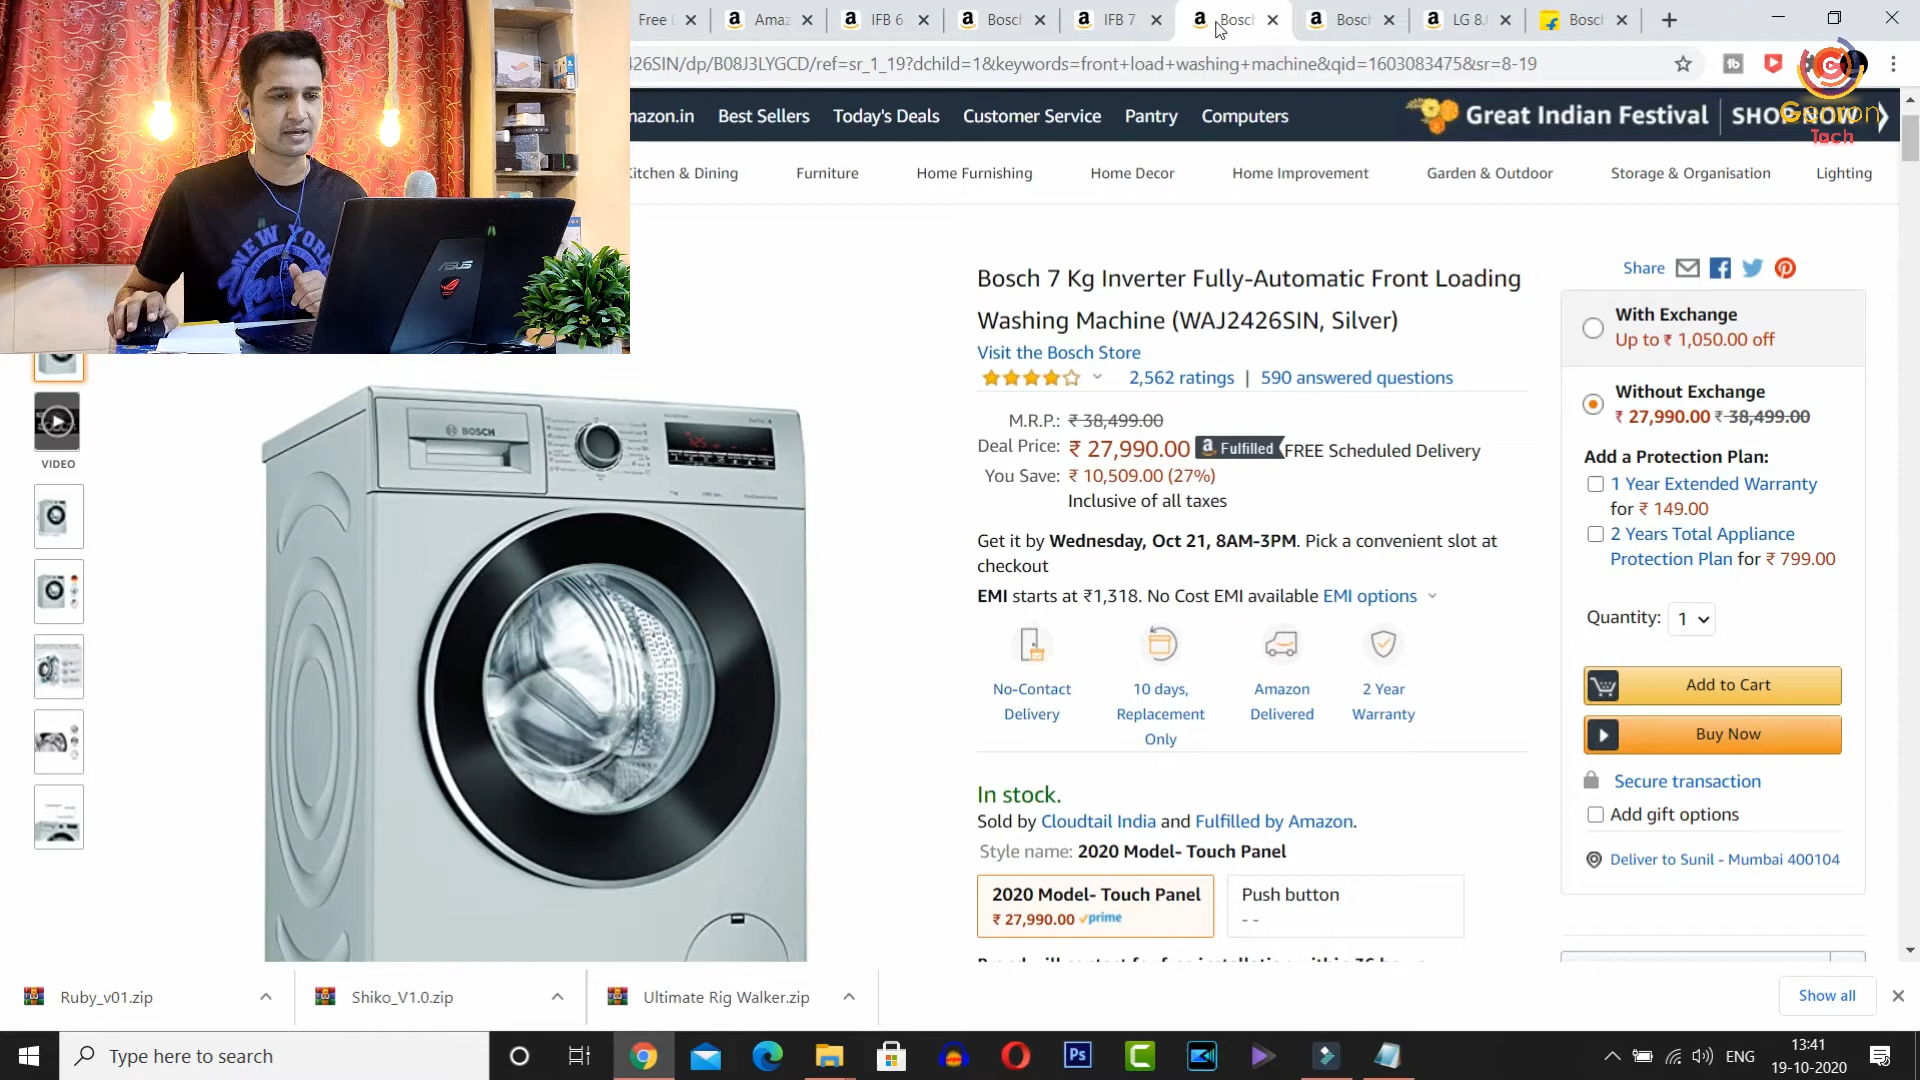 Free
Amaz
IFB 6
Bosch
IFB 7
Bosch
Bosch
LG 8.
Bosch
26SIN/dp/B08J3LYGCD/ref=sr_1_19?dchild=1&keywords=front+load+washing+machine&qid=1603083475&sr=8-19
mazon.in
Best Sellers
Today's Deals
Customer Service
Pantry
Computers
Great Indian Festival
SHOP NOW
Tech
Kitchen & Dining
Furniture
Home Furnishing
Home Decor
Home Improvement
Garden & Outdoor
Storage & Organisation
Lighting
NEW YORK
ASUS
Bosch 7 Kg Inverter Fully-Automatic Front Loading
Washing Machine (WAJ2426SIN, Silver)
Visit the Bosch Store
2,562 ratings | 590 answered questions
M.R.P.: ₹ 38,499.00
Deal Price: ₹ 27,990.00 a Fulfilled FREE Scheduled Delivery
You Save: ₹ 10,509.00 (27%)
Inclusive of all taxes
Get it by Wednesday, Oct 21, 8AM-3PM. Pick a convenient slot at
checkout
EMI starts at ₹1,318. No Cost EMI available EMI options
No-Contact
Delivery
10 days,
Replacement
Only
Amazon
Delivered
2 Year
Warranty
In stock.
Sold by Cloudtail India and Fulfilled by Amazon.
Style name: 2020 Model- Touch Panel
2020 Model- Touch Panel
₹ 27,990.00 prime
Push button
- -
Share
With Exchange
Up to ₹ 1,050.00 off
Without Exchange
₹ 27,990.00 ₹ 38,499.00
Add a Protection Plan:
1 Year Extended Warranty
for ₹ 149.00
2 Years Total Appliance
Protection Plan for ₹ 799.00
Quantity: 1
Add to Cart
Buy Now
Secure transaction
Add gift options
Deliver to Sunil - Mumbai 400104
VIDEO
BOSCH
Ruby_v01.zip
Shiko_V1.0.zip
Ultimate Rig Walker.zip
Show all
Type here to search
Ps
ENG
13:41
19-10-2020